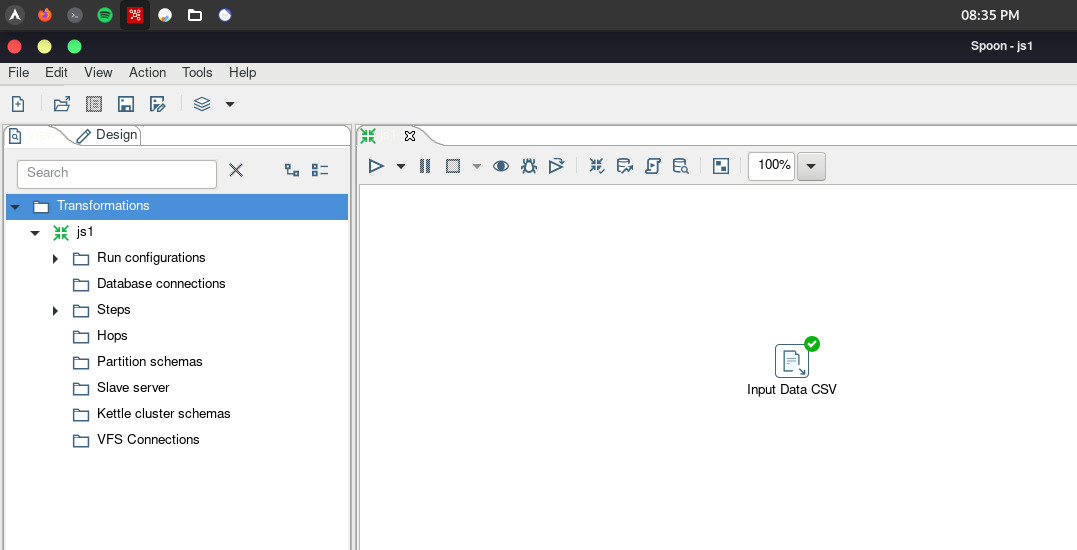 08:35 PM
Spoon - js1
File Edit View Action Tools Help
View Design
Search
100%
Transformations
js1
Run configurations
Database connections
Steps
Hops
Partition schemas
Slave server
Kettle cluster schemas
VFS Connections
Input Data CSV